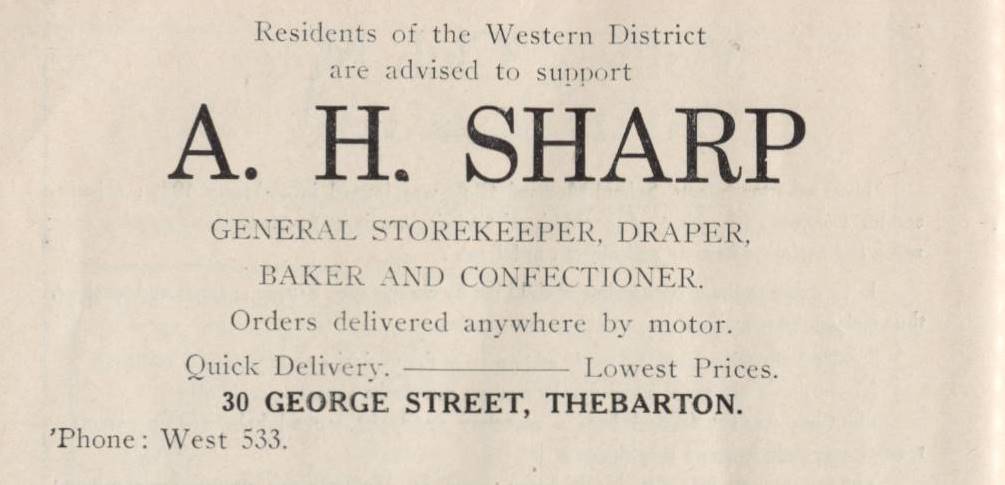 Residents of the Western District
are advised to support
A. H. SHARP
GENERAL STOREKEEPER, DRAPER,
BAKER AND CONFECTIONER.
Orders delivered anywhere by motor.
Quick Delivery. ———— Lowest Prices.
30 GEORGE STREET, THEBARTON.
'Phone: West 533.